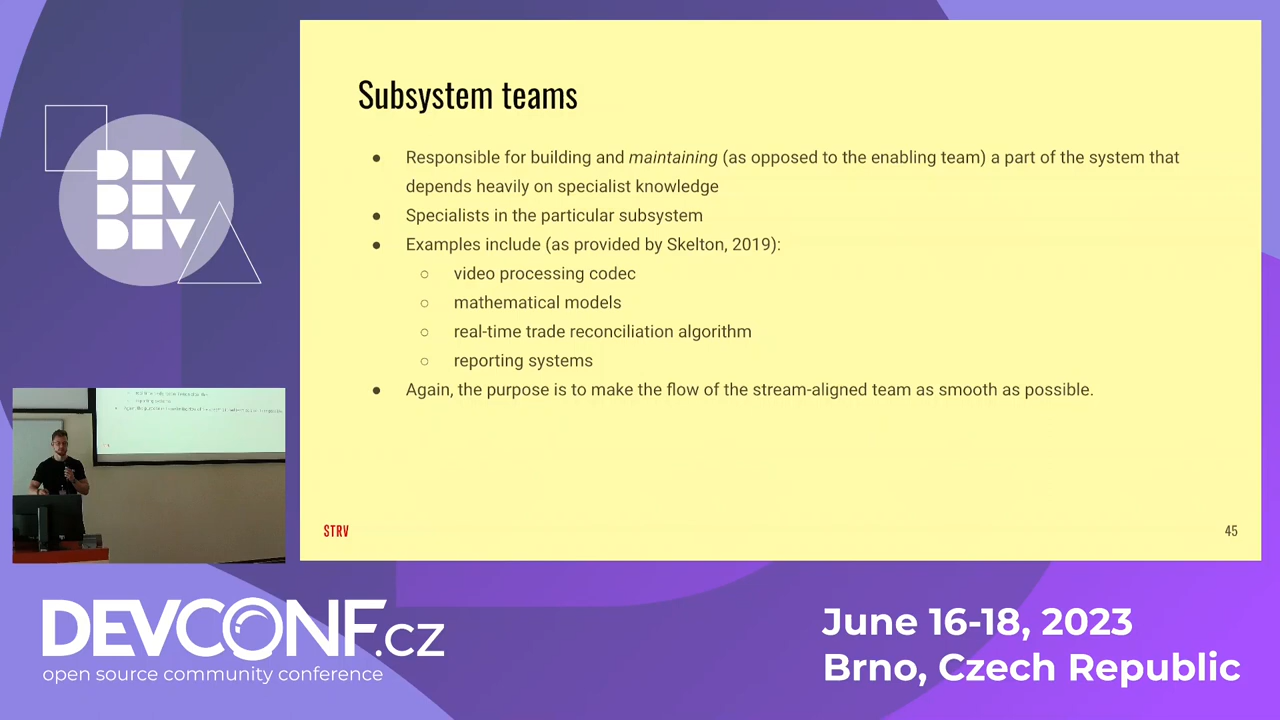 Subsystem teams
● Responsible for building and maintaining (as opposed to the enabling team) a part of the system that
depends heavily on specialist knowledge
● Specialists in the particular subsystem
● Examples include (as provided by Skelton, 2019):
○ video processing codec
○ mathematical models
○ real-time trade reconciliation algorithm
○ reporting systems
● Again, the purpose is to make the flow of the stream-aligned team as smooth as possible.
STRV
45
DEV
DEV
DEV
DEVCONF.cz
open source community conference
June 16-18, 2023
Brno, Czech Republic